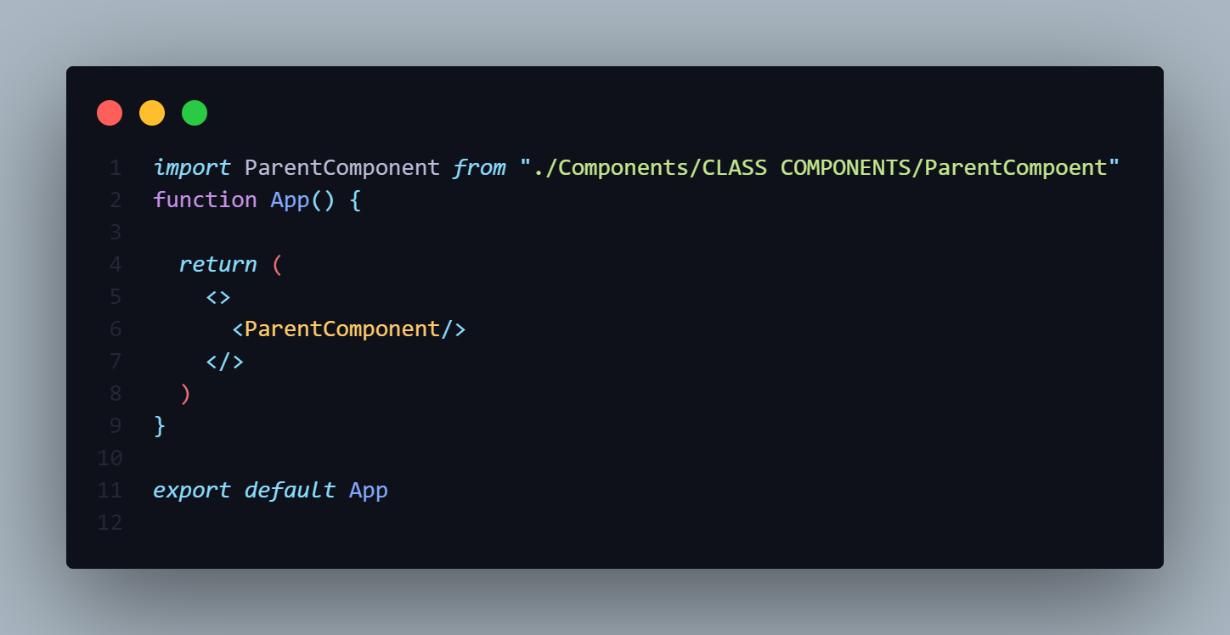 1 import ParentComponent from "./Components/CLASS COMPONENTS/ParentCompoent"
2 function App() {
3
4   return (
5     <>
6       <ParentComponent/>
7     </>
8   )
9 }
10
11 export default App
12